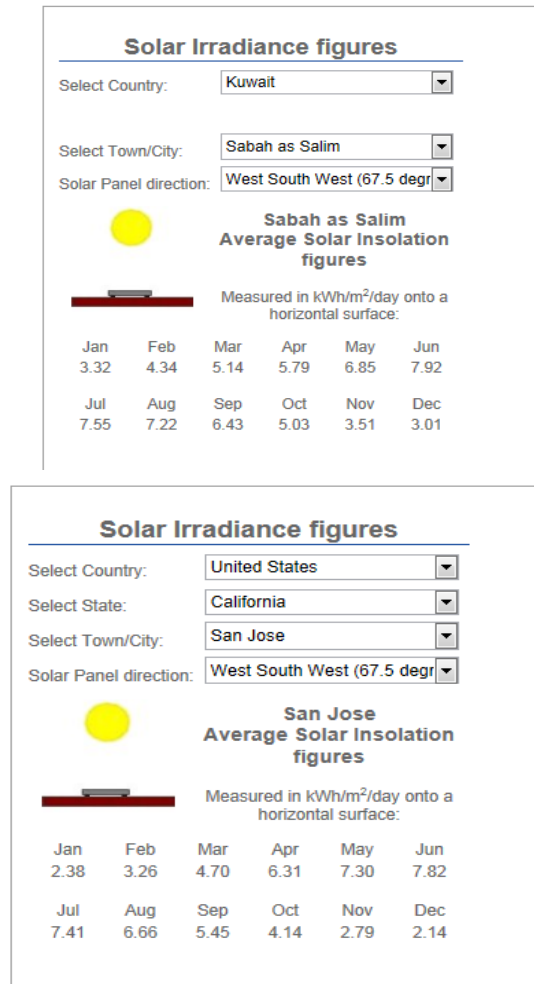 Solar Irradiance figures
Select Country: Kuwait
Select Town/City: Sabah as Salim
Solar Panel direction: West South West (67.5 degr
Sabah as Salim
Average Solar Insolation
figures
Measured in kWh/m²/day onto a
horizontal surface:
Jan Feb Mar Apr May Jun
3.32 4.34 5.14 5.79 6.85 7.92
Jul Aug Sep Oct Nov Dec
7.55 7.22 6.43 5.03 3.51 3.01
Solar Irradiance figures
Select Country: United States
Select State: California
Select Town/City: San Jose
Solar Panel direction: West South West (67.5 degr
San Jose
Average Solar Insolation
figures
Measured in kWh/m²/day onto a
horizontal surface:
Jan Feb Mar Apr May Jun
2.38 3.26 4.70 6.31 7.30 7.82
Jul Aug Sep Oct Nov Dec
7.41 6.66 5.45 4.14 2.79 2.14